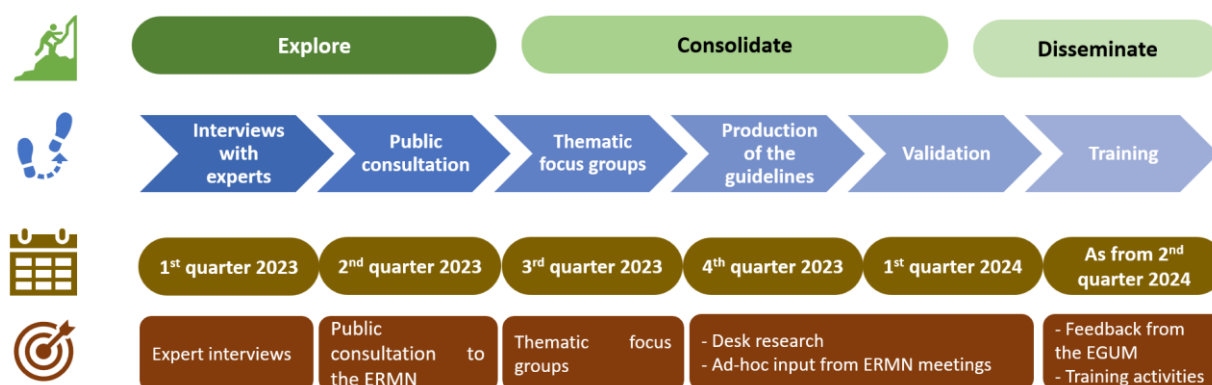 Explore
Consolidate
Disseminate
Interviews
with
experts
Public
consultation
Thematic
focus groups
Production
of the
guidelines
Validation
Training
1st quarter 2023
2nd quarter 2023
3rd quarter 2023
4th quarter 2023
1st quarter 2024
As from 2nd
quarter 2024
Expert interviews
Public
consultation to
the ERMN
Thematic focus
groups
- Desk research
- Ad-hoc input from ERMN meetings
- Feedback from
the EGUM
- Training activities